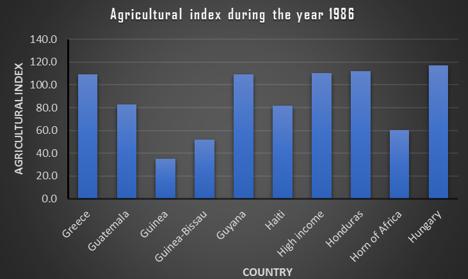 Agricultural index during the year 1986
AGRICULTURAL INDEX
140.0
120.0
100.0
80.0
60.0
40.0
20.0
0.0
Greece
Guatemala
Guinea
Guinea-Bissau
Guyana
Haiti
High income
Honduras
Horn of Africa
Hungary
COUNTRY